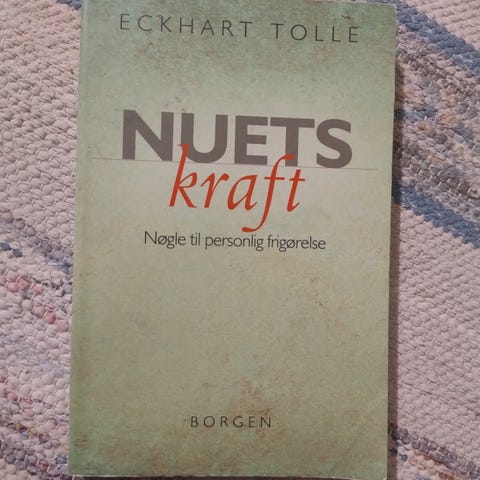 ECKHART TOLLE
NUETS
kraft
Nøgle til personlig frigørelse
BORGEN